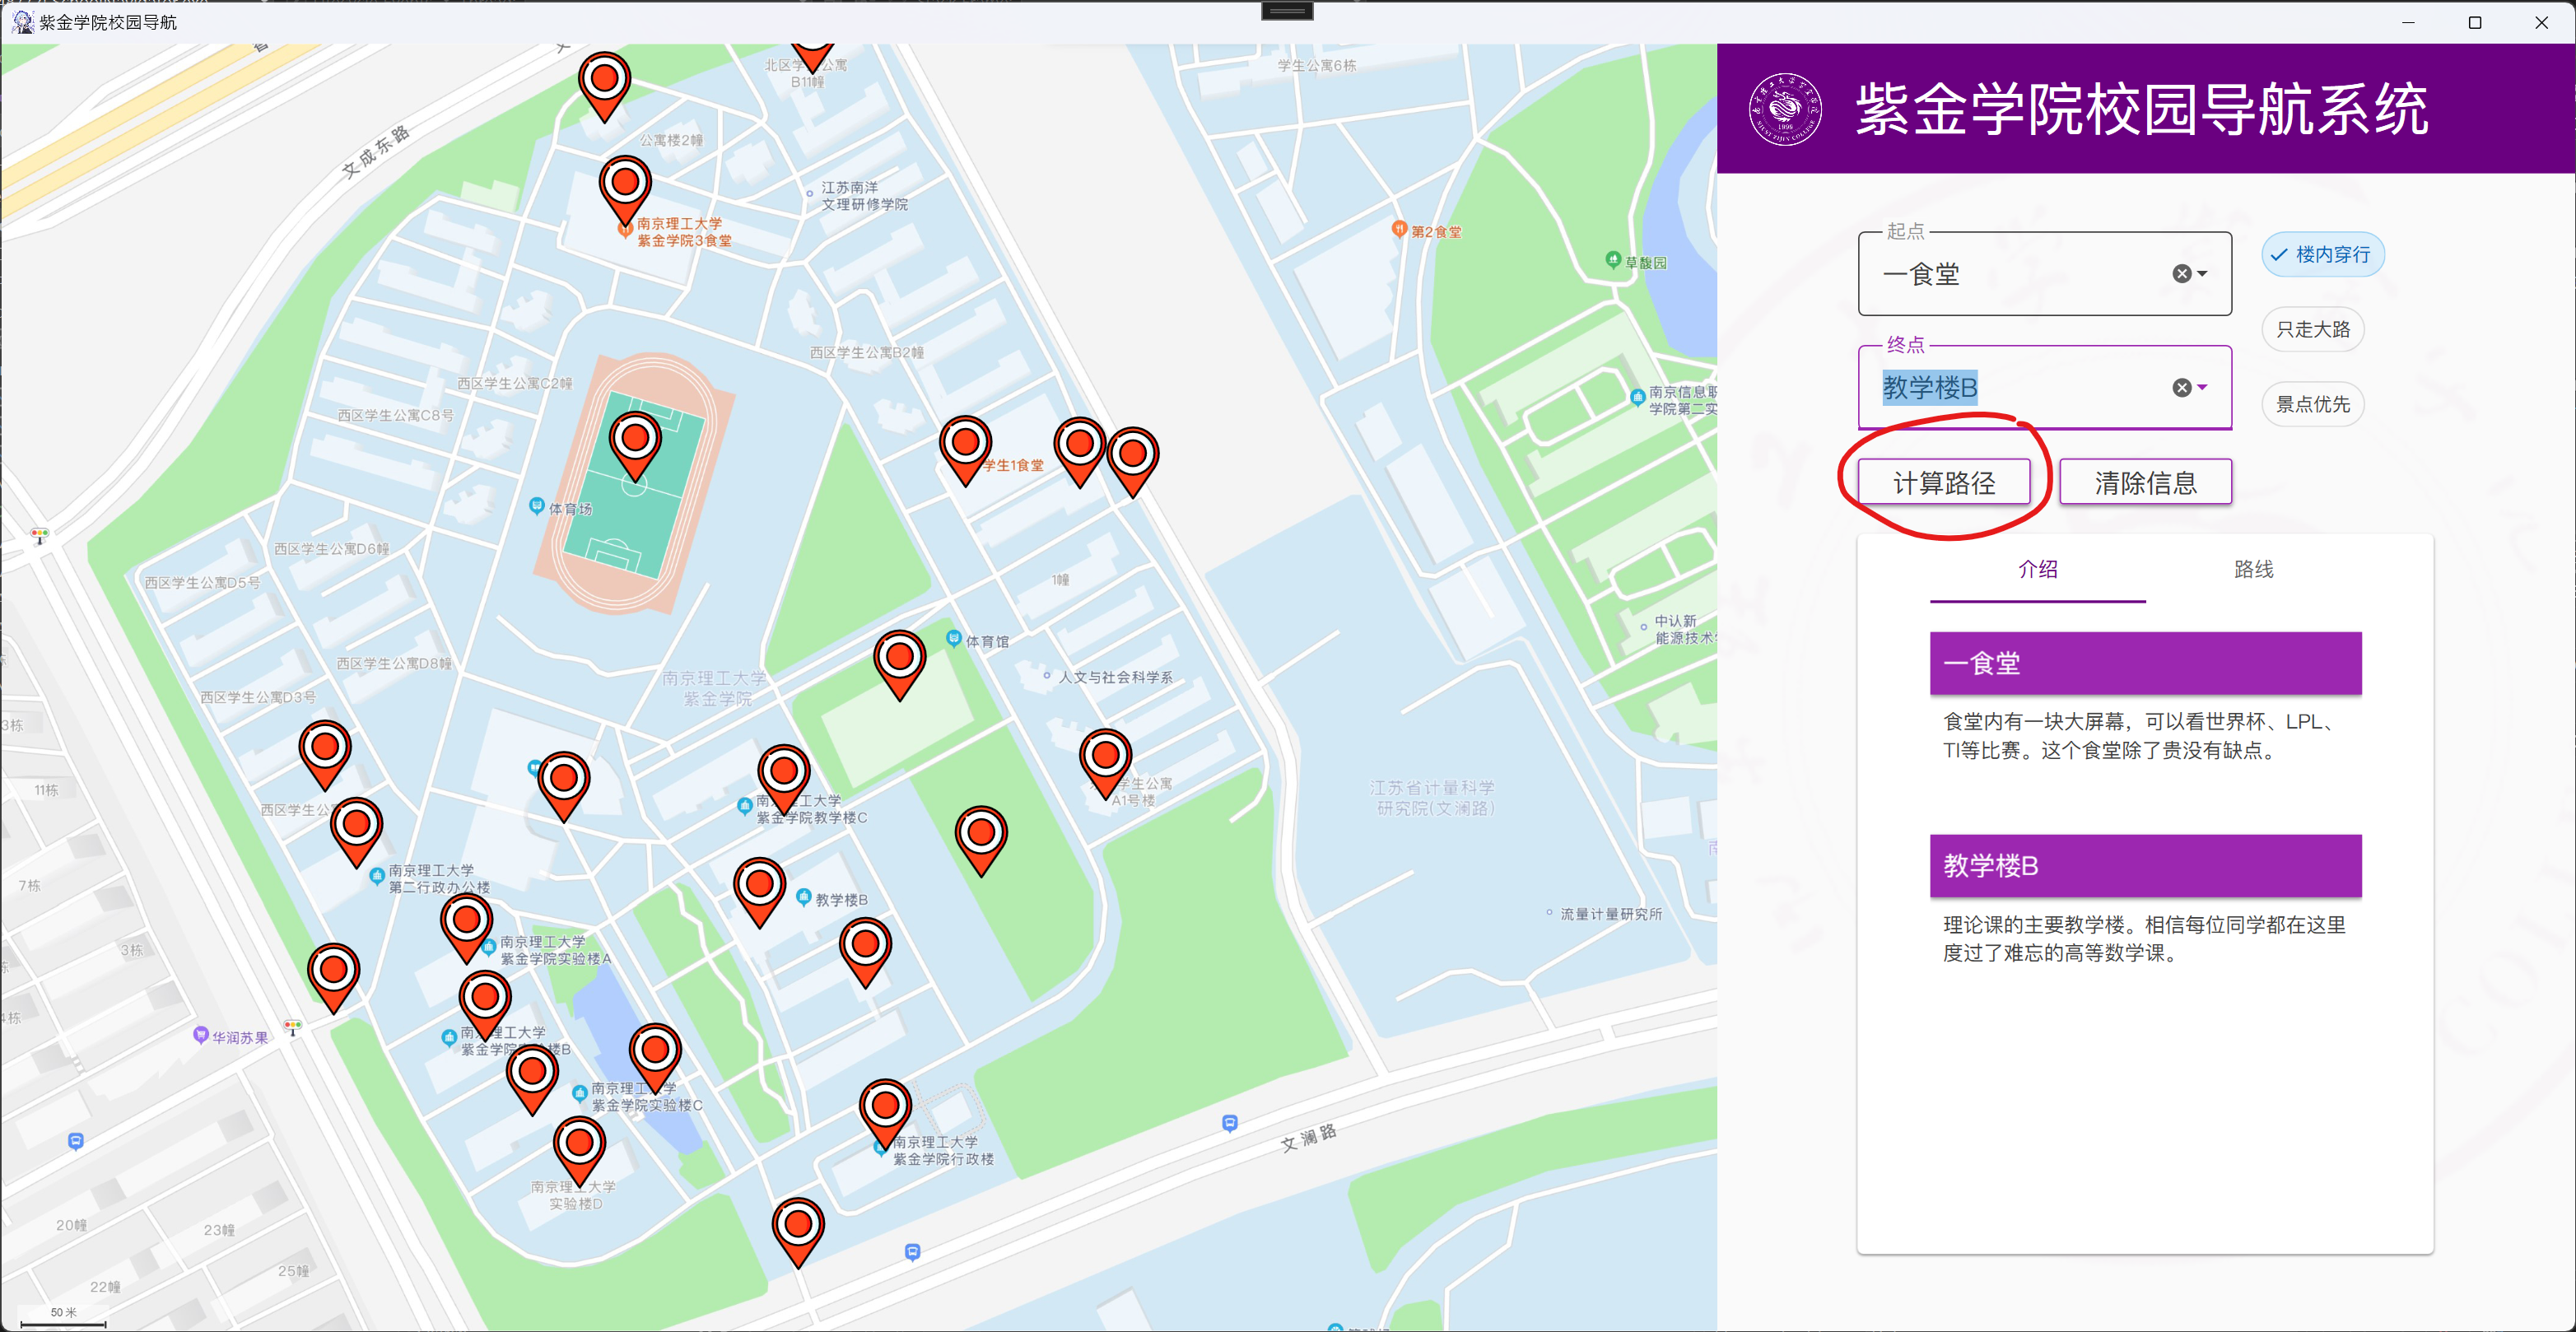 紫金学院校园导航
北区学生公寓
B11幢
学生公寓6栋
公寓楼2幢
文成东路
江苏南洋
文理研修学院
南京理工大学
紫金学院3食堂
第2食堂
草馥园
西区学生公寓B2幢
西区学生公寓C2幢
西区学生公寓C8号
南京信息职
学院第二实
学生1食堂
体育场
西区学生公寓D6幢
西区学生公寓D5号
1幢
中认新
能源技术
体育馆
人文与社会科学系
西区学生公寓D8幢
南京理工大学
紫金学院
西区学生公寓D3号
3栋
11栋
西区学生公
南京理工大学
紫金学院教学楼C
学生公寓
A1号楼
江苏省计量科学
研究院(文澜路)
7栋
南京理工大学
第二行政办公楼
教学楼B
流量计量研究所
3栋
南京理工大学
紫金学院实验楼A
华润苏果
南京理工大学
紫金学院实验楼B
南京理工大学
紫金学院实验楼C
南京理工大学
紫金学院行政楼
文澜路
南京理工大学
实验楼D
20幢
23幢
25幢
22幢
50 米
紫金学院校园导航系统
1999
起点
一食堂
楼内穿行
只走大路
终点
教学楼B
景点优先
计算路径
清除信息
介绍
路线
一食堂
食堂内有一块大屏幕，可以看世界杯、LPL、
TI等比赛。这个食堂除了贵没有缺点。
教学楼B
理论课的主要教学楼。相信每位同学都在这里
度过了难忘的高等数学课。